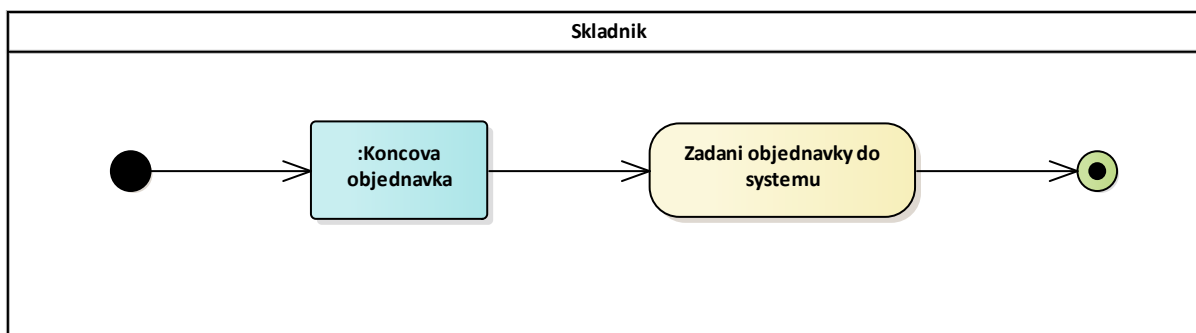 Skladnik
:Koncova
objednavka
Zadani objednavky do
systemu